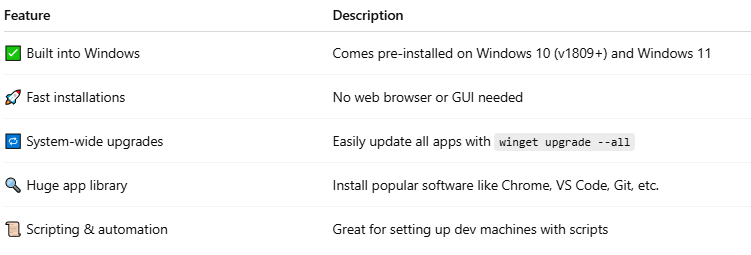 Feature Description
✅ Built into Windows Comes pre-installed on Windows 10 (v1809+) and Windows 11
🚀 Fast installations No web browser or GUI needed
🔁 System-wide upgrades Easily update all apps with winget upgrade --all
🔍 Huge app library Install popular software like Chrome, VS Code, Git, etc.
📜 Scripting & automation Great for setting up dev machines with scripts